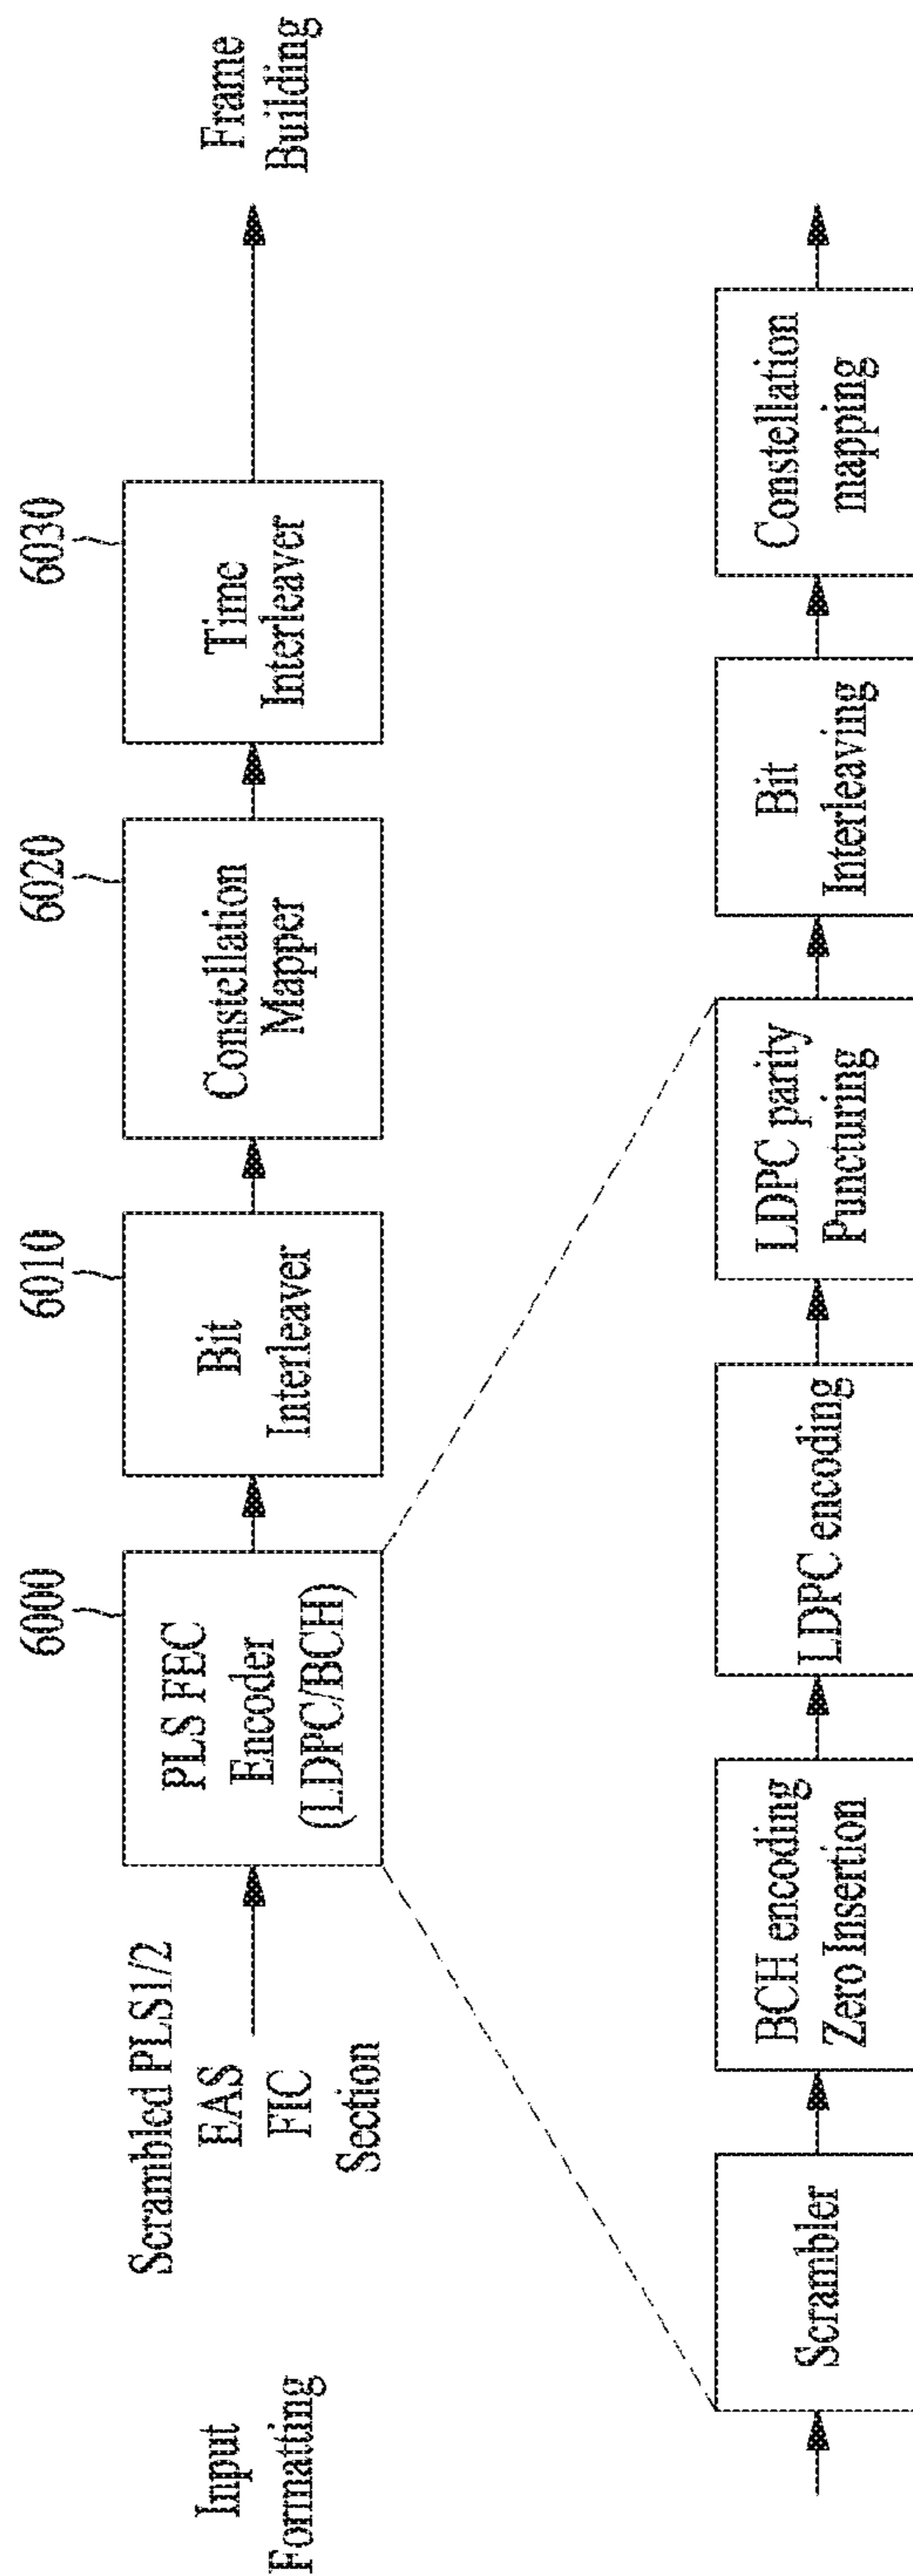 Input
Formatting
Scrambled PLS1/2
EAS
FIC
Section
6000
PLS FEC
Encoder
(LDPC/BCH)
6010
Bit
Interleaver
6020
Constellation
Mapper
6030
Time
Interleaver
Frame
Building
Scrambler
BCH encoding
Zero Insertion
LDPC encoding
LDPC parity
Puncturing
Bit
Interleaving
Constellation
mapping